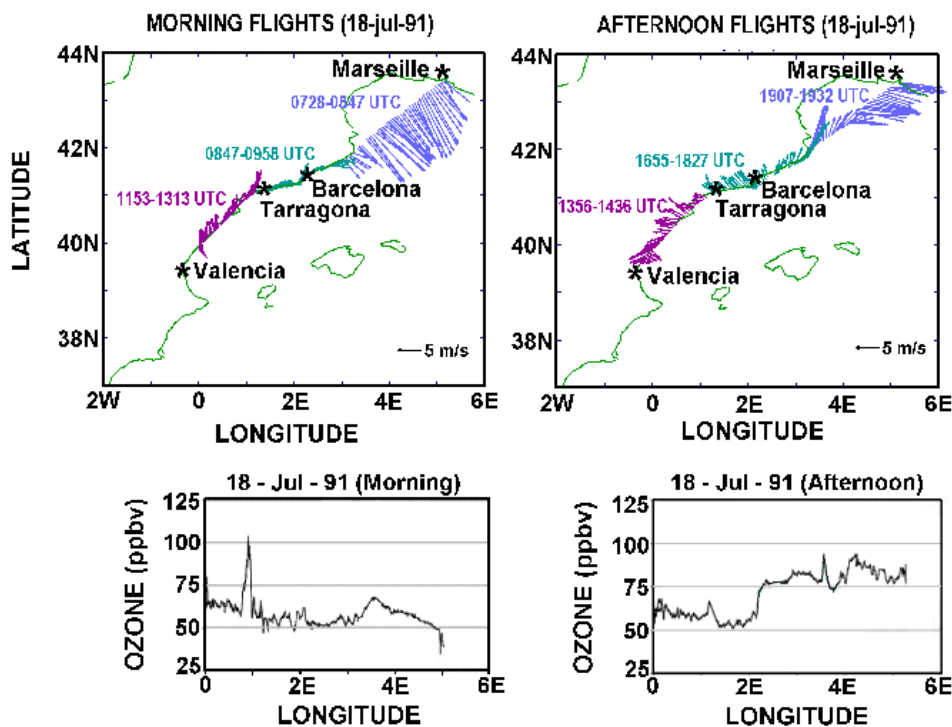 MORNING FLIGHTS (18-jul-91)
44N
42N
40N
38N
LATITUDE
Marseille
0728-0847 UTC
0847-0958 UTC
Barcelona
Tarragona
1153-1313 UTC
Valencia
5 m/s
2W 0 2E 4E 6E
LONGITUDE
AFTERNOON FLIGHTS (18-jul-91)
44N
42N
40N
38N
Marseille
1907-1932 UTC
1655-1827 UTC
Barcelona
Tarragona
1356-1436 UTC
Valencia
5 m/s
2W 0 2E 4E 6E
LONGITUDE
18 - Jul - 91 (Morning)
125
100
75
50
25
OZONE (ppbv)
0 2E 4E 6E
LONGITUDE
18 - Jul - 91 (Afternoon)
125
100
75
50
25
OZONE (ppbv)
0 2E 4E 6E
LONGITUDE